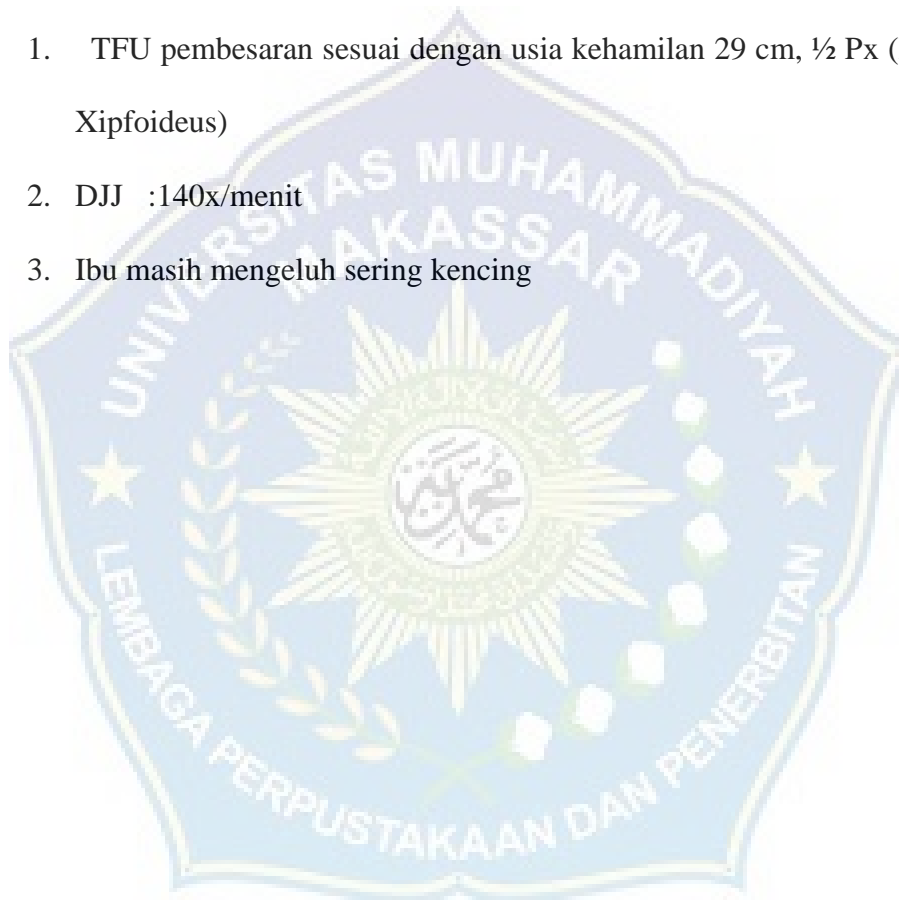 1. TFU pembesaran sesuai dengan usia kehamilan 29 cm, ½ Px (
Xipfoideus)
2. DJJ :140x/menit
3. Ibu masih mengeluh sering kencing
UNIVERSITAS MUHAMMADIYAH
MAKASSAR
LEMBAGA PERPUSTAKAAN DAN PENERBITAN